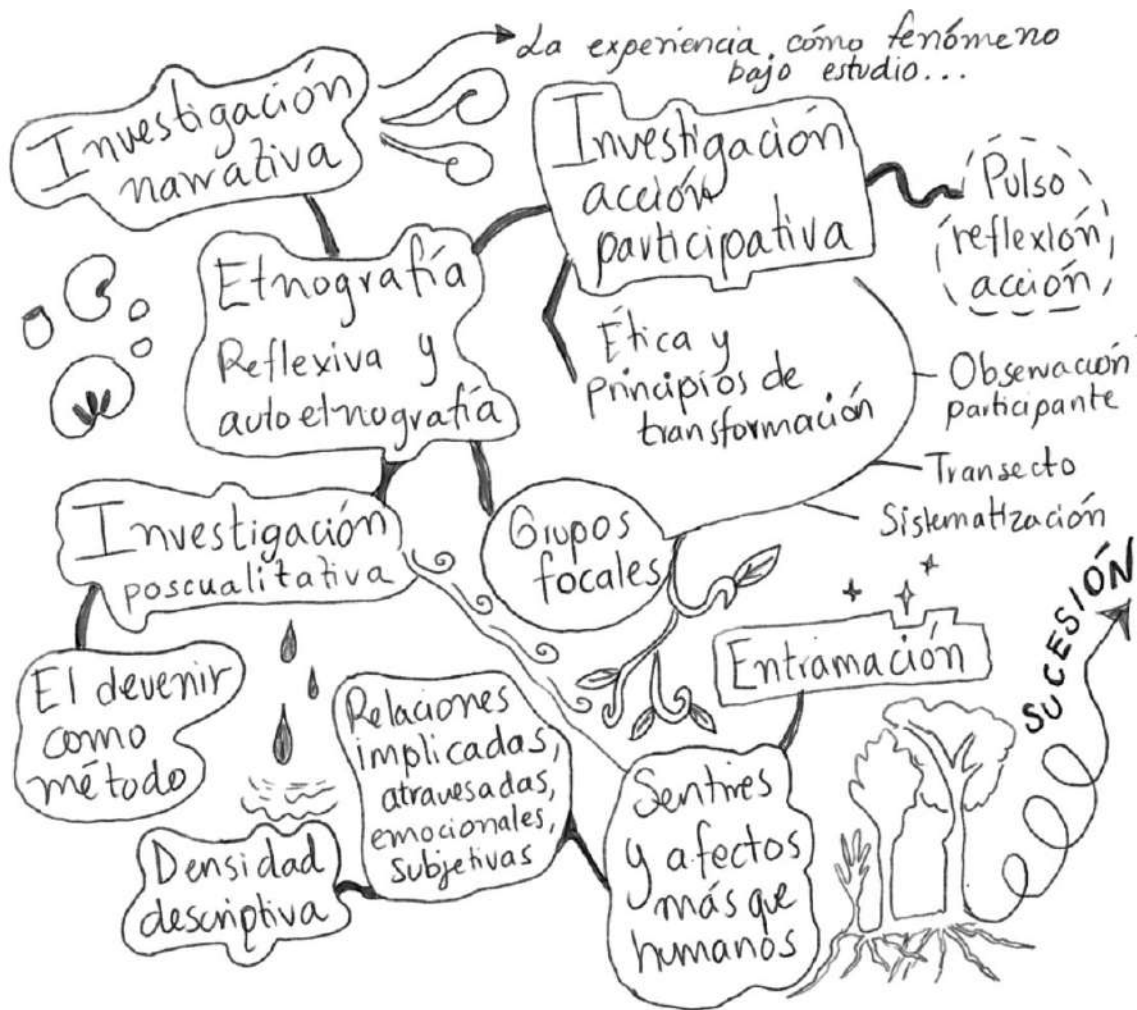 La experiencia, cómo fenómeno
bajo estudio...
Investigación
narrativa
Investigación
acción
participativa
Pulso
reflexión
acción
Etnografía
Reflexiva y
autoetnografía
Ética y
principios de
transformación
Observación
participante
Transecto
Sistematización
Investigación
poscualitativa
Grupos
focales
SUCESIÓN
Entramación
El devenir
como
método
Relaciones
implicadas,
atravesadas,
emocionales,
subjetivas
Sentires
y afectos
más que
humanos
Densidad
descriptiva